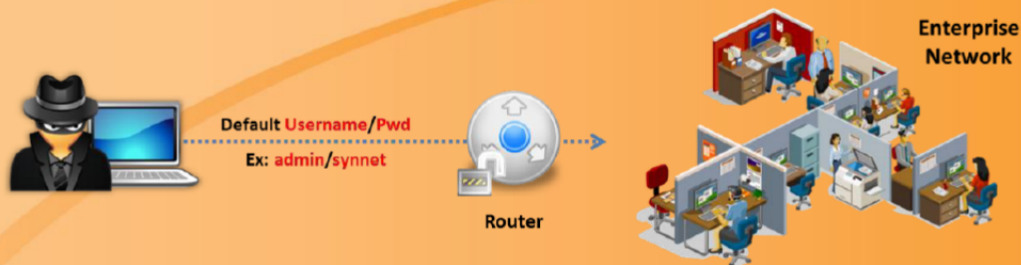 Enterprise
Network
Default Username/Pwd
Ex: admin/synnet
Router